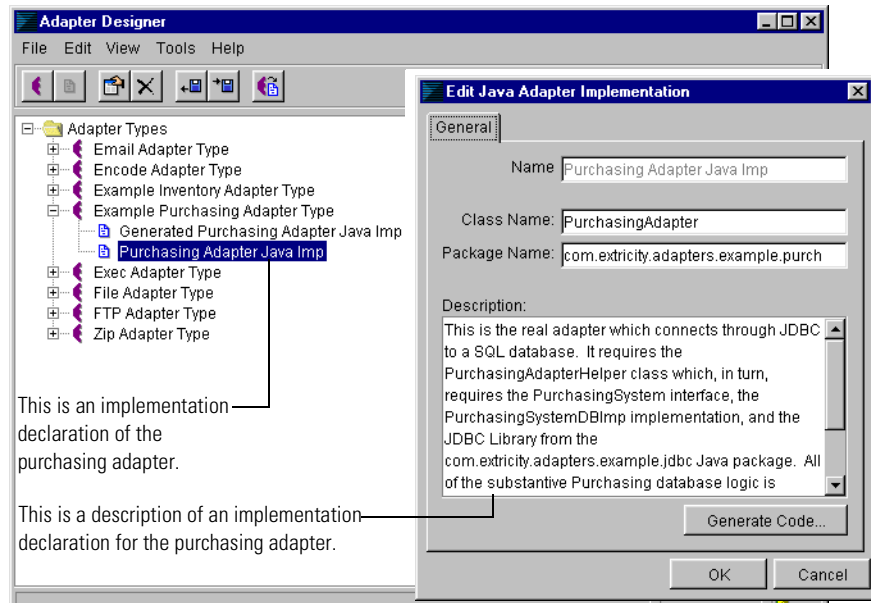 Adapter Designer
File Edit View Tools Help
Adapter Types
Email Adapter Type
Encode Adapter Type
Example Inventory Adapter Type
Example Purchasing Adapter Type
Generated Purchasing Adapter Java Imp
Purchasing Adapter Java Imp
Exec Adapter Type
File Adapter Type
FTP Adapter Type
Zip Adapter Type
This is an implementation
declaration of the
purchasing adapter.
This is a description of an implementation
declaration for the purchasing adapter.
Edit Java Adapter Implementation
General
Name Purchasing Adapter Java Imp
Class Name: PurchasingAdapter
Package Name: com.extricity.adapters.example.purch
Description:
This is the real adapter which connects through JDBC
to a SQL database. It requires the
PurchasingAdapterHelper class which, in turn,
requires the PurchasingSystem interface, the
PurchasingSystemDBImp implementation, and the
JDBC Library from the
com.extricity.adapters.example.jdbc Java package. All
of the substantive Purchasing database logic is
Generate Code...
OK Cancel